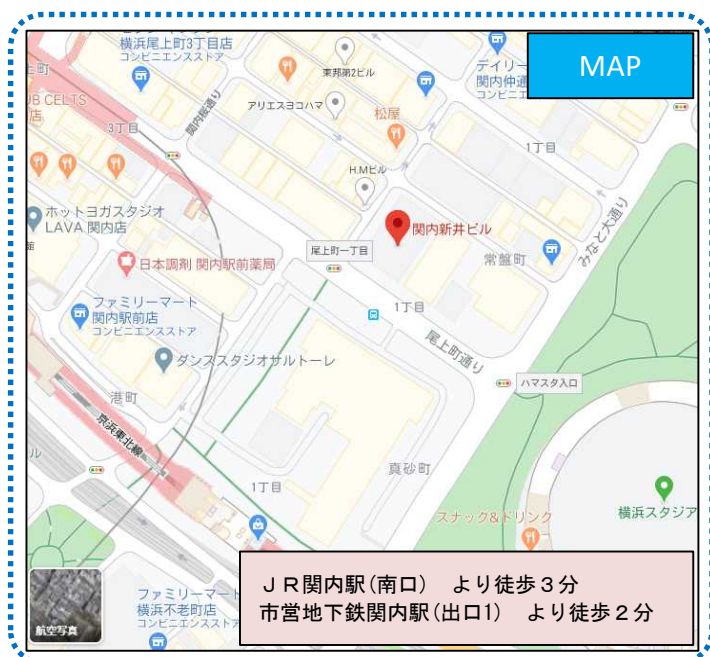 横浜尾上町3丁目店
コンビニエンスストア
東邦第2ビル
デイリー
関内仲通
コンビニ
MAP
上町
UB CELTS
店
3丁目
関内桜通り
アリエスヨコハマ
松屋
1丁目
H.Mビル
ホットヨガスタジオ
LAVA 関内店
館
関内新井ビル
みなと大通り
尾上町一丁目
常盤町
日本調剤 関内駅前薬局
ファミリーマート
関内駅前店
コンビニエンスストア
1丁目
尾上町通り
ダンススタジオサルトーレ
ハマスタ入口
港町
京浜東北線
ル
真砂町
1丁目
スナック&ドリンク
横浜スタジア
ファミリーマート
横浜不老町店
コンビニエンスストア
航空写真
ＪＲ関内駅(南口)　より徒歩３分
市営地下鉄関内駅(出口1)　より徒歩２分